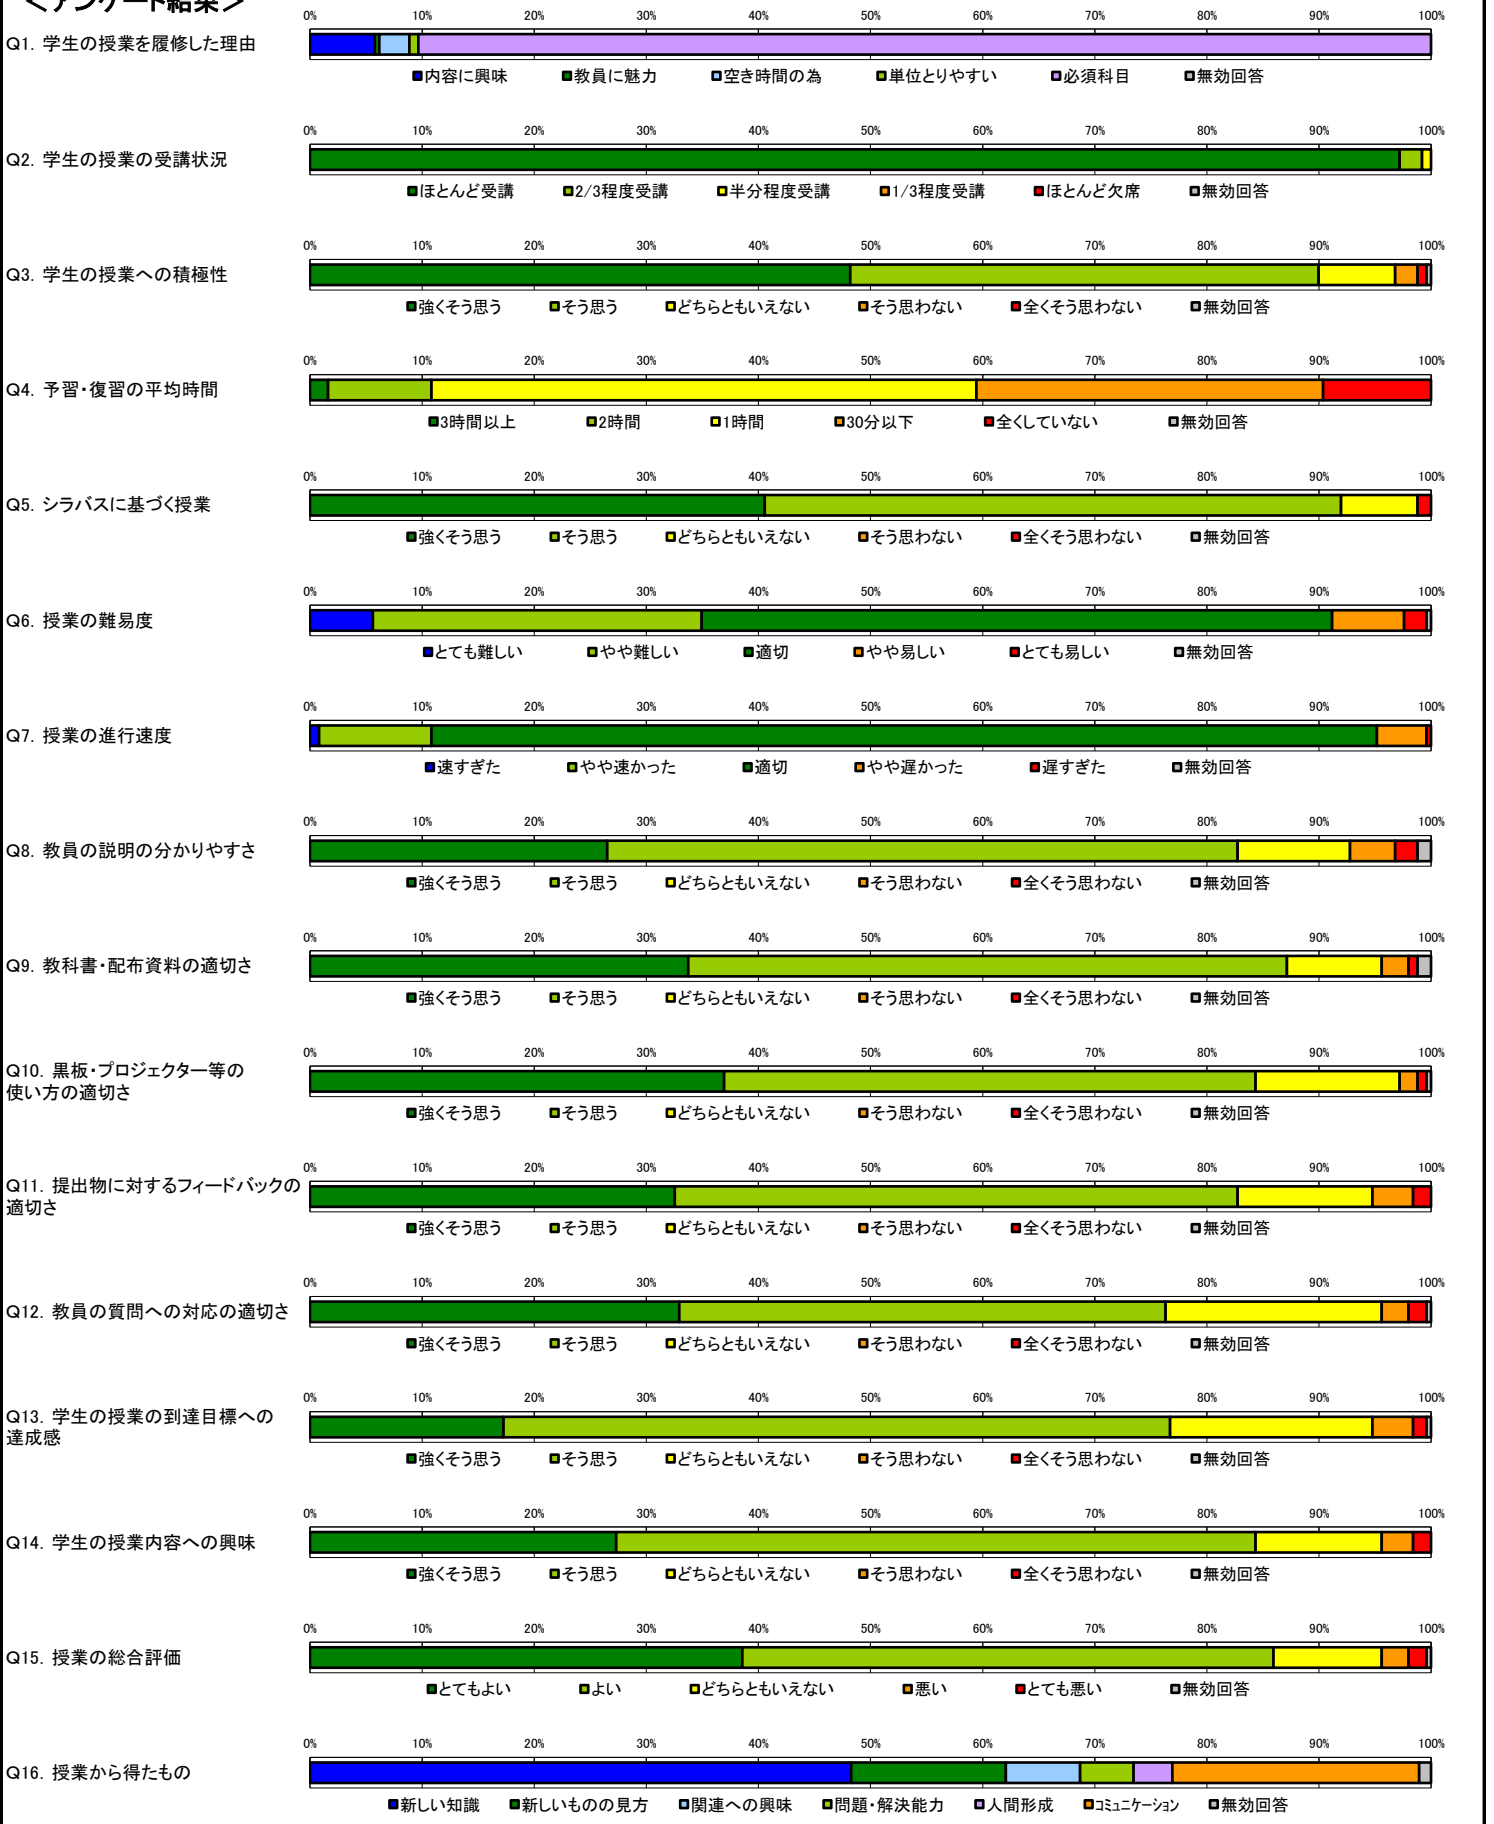 ＜アンケート結果＞
0% 10% 20% 30% 40% 50% 60% 70% 80% 90% 100%
Q1. 学生の授業を履修した理由
内容に興味 教員に魅力 空き時間の為 単位とりやすい 必須科目 無効回答
0% 10% 20% 30% 40% 50% 60% 70% 80% 90% 100%
Q2. 学生の授業の受講状況
ほとんど受講 2/3程度受講 半分程度受講 1/3程度受講 ほとんど欠席 無効回答
0% 10% 20% 30% 40% 50% 60% 70% 80% 90% 100%
Q3. 学生の授業への積極性
強くそう思う そう思う どちらともいえない そう思わない 全くそう思わない 無効回答
0% 10% 20% 30% 40% 50% 60% 70% 80% 90% 100%
Q4. 予習・復習の平均時間
3時間以上 2時間 1時間 30分以下 全くしていない 無効回答
0% 10% 20% 30% 40% 50% 60% 70% 80% 90% 100%
Q5. シラバスに基づく授業
強くそう思う そう思う どちらともいえない そう思わない 全くそう思わない 無効回答
0% 10% 20% 30% 40% 50% 60% 70% 80% 90% 100%
Q6. 授業の難易度
とても難しい やや難しい 適切 やや易しい とても易しい 無効回答
0% 10% 20% 30% 40% 50% 60% 70% 80% 90% 100%
Q7. 授業の進行速度
速すぎた やや速かった 適切 やや遅かった 遅すぎた 無効回答
0% 10% 20% 30% 40% 50% 60% 70% 80% 90% 100%
Q8. 教員の説明の分かりやすさ
強くそう思う そう思う どちらともいえない そう思わない 全くそう思わない 無効回答
0% 10% 20% 30% 40% 50% 60% 70% 80% 90% 100%
Q9. 教科書・配布資料の適切さ
強くそう思う そう思う どちらともいえない そう思わない 全くそう思わない 無効回答
0% 10% 20% 30% 40% 50% 60% 70% 80% 90% 100%
Q10. 黒板・プロジェクター等の
使い方の適切さ
強くそう思う そう思う どちらともいえない そう思わない 全くそう思わない 無効回答
0% 10% 20% 30% 40% 50% 60% 70% 80% 90% 100%
Q11. 提出物に対するフィードバックの
適切さ
強くそう思う そう思う どちらともいえない そう思わない 全くそう思わない 無効回答
0% 10% 20% 30% 40% 50% 60% 70% 80% 90% 100%
Q12. 教員の質問への対応の適切さ
強くそう思う そう思う どちらともいえない そう思わない 全くそう思わない 無効回答
0% 10% 20% 30% 40% 50% 60% 70% 80% 90% 100%
Q13. 学生の授業の到達目標への
達成感
強くそう思う そう思う どちらともいえない そう思わない 全くそう思わない 無効回答
0% 10% 20% 30% 40% 50% 60% 70% 80% 90% 100%
Q14. 学生の授業内容への興味
強くそう思う そう思う どちらともいえない そう思わない 全くそう思わない 無効回答
0% 10% 20% 30% 40% 50% 60% 70% 80% 90% 100%
Q15. 授業の総合評価
とてもよい よい どちらともいえない 悪い とても悪い 無効回答
0% 10% 20% 30% 40% 50% 60% 70% 80% 90% 100%
Q16. 授業から得たもの
新しい知識 新しいものの見方 関連への興味 問題・解決能力 人間形成 ｺﾐｭﾆｹｰｼｮﾝ 無効回答